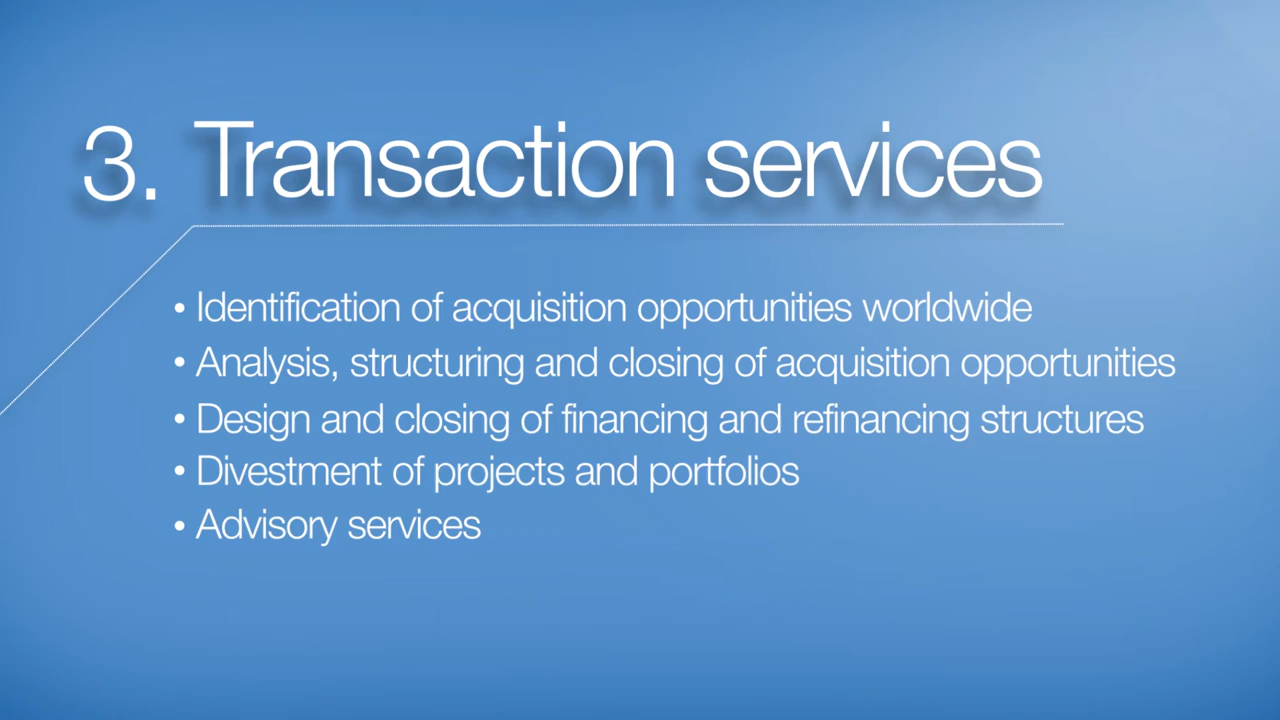 3. Transaction services
• Identification of acquisition opportunities worldwide
• Analysis, structuring and closing of acquisition opportunities
• Design and closing of financing and refinancing structures
• Divestment of projects and portfolios
• Advisory services